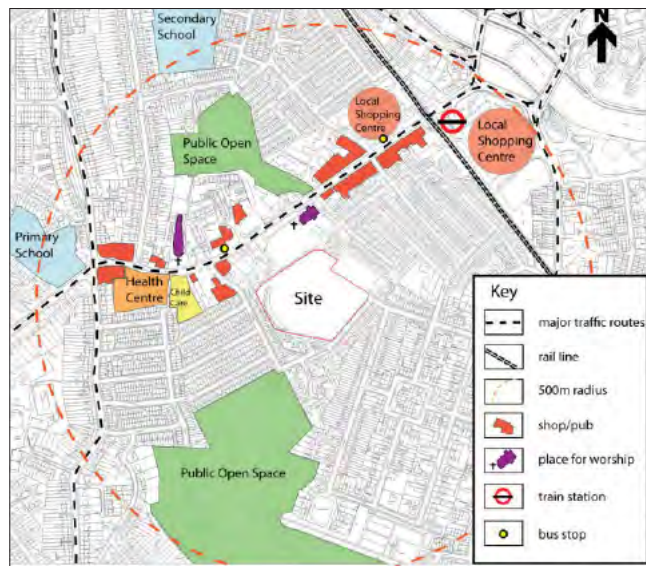 Secondary
School
N
Local
Shopping
Centre
Local
Shopping
Centre
Public Open
Space
Primary
School
Health
Centre
Child
Care
Site
Public Open Space
Key
major traffic routes
rail line
500m radius
shop/pub
place for worship
train station
bus stop